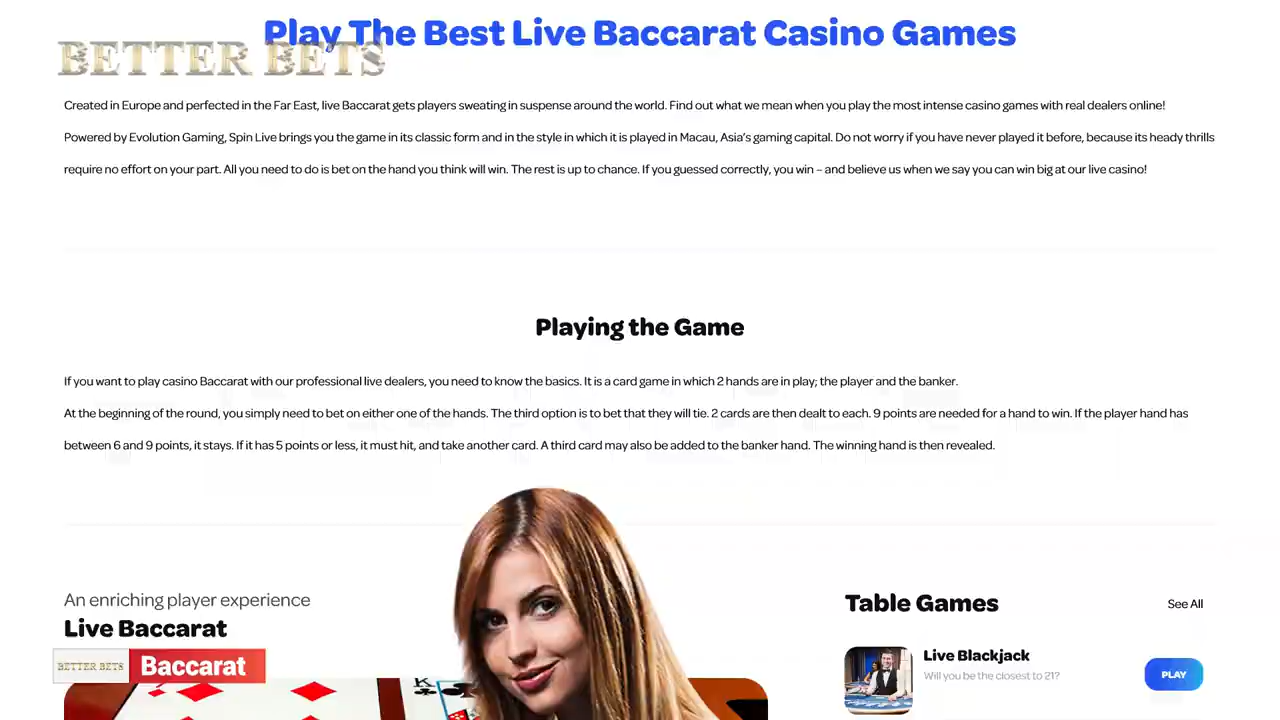 Play The Best Live Baccarat Casino Games
BETTER BETS
Created in Europe and perfected in the Far East, live Baccarat gets players sweating in suspense around the world. Find out what we mean when you play the most intense casino games with real dealers online!
Powered by Evolution Gaming, Spin Live brings you the game in its classic form and in the style in which it is played in Macau, Asia's gaming capital. Do not worry if you have never played it before, because its heady thrills
require no effort on your part. All you need to do is bet on the hand you think will win. The rest is up to chance. If you guessed correctly, you win – and believe us when we say you can win big at our live casino!
Playing the Game
If you want to play casino Baccarat with our professional live dealers, you need to know the basics. It is a card game in which 2 hands are in play; the player and the banker.
At the beginning of the round, you simply need to bet on either one of the hands. The third option is to bet that they will tie. 2 cards are then dealt to each. 9 points are needed for a hand to win. If the player hand has
between 6 and 9 points, it stays. If it has 5 points or less, it must hit, and take another card. A third card may also be added to the banker hand. The winning hand is then revealed.
An enriching player experience
Live Baccarat
BETTER BETS
Baccarat
K
Table Games
See All
Live Blackjack
Will you be the closest to 21?
PLAY